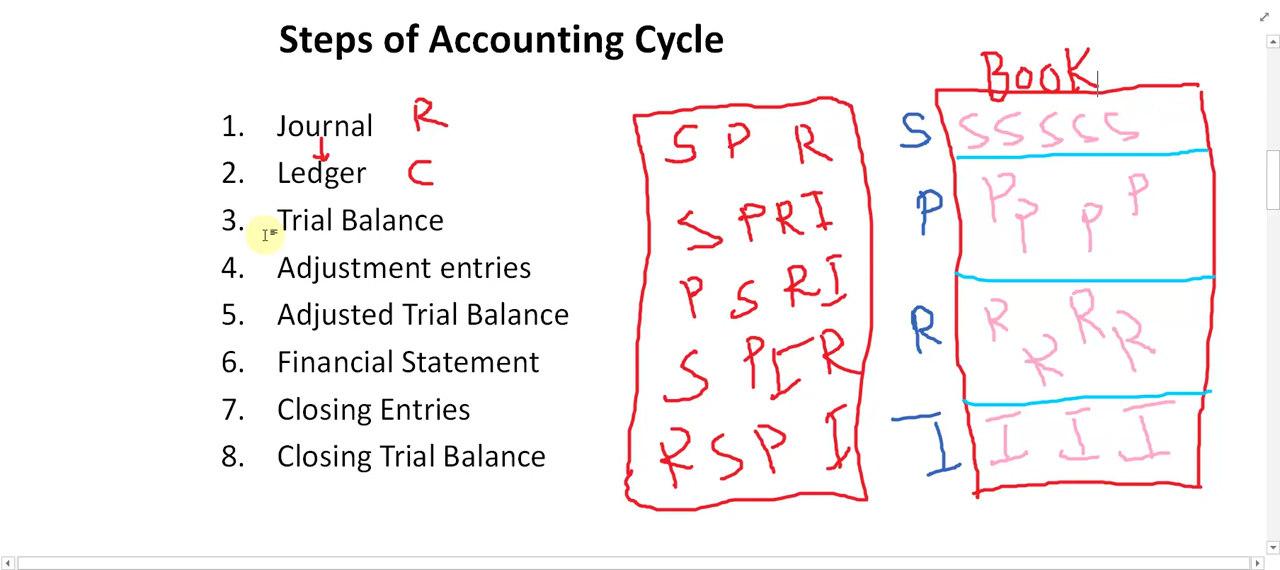 Steps of Accounting Cycle
1. Journal R
2. Ledger C
3. Trial Balance
4. Adjustment entries
5. Adjusted Trial Balance
6. Financial Statement
7. Closing Entries
8. Closing Trial Balance
S P R
S P R I
P S R I
S P I R
R S P I
BOOK
S S S S S S
P P P P P
R R R R R
I I I I